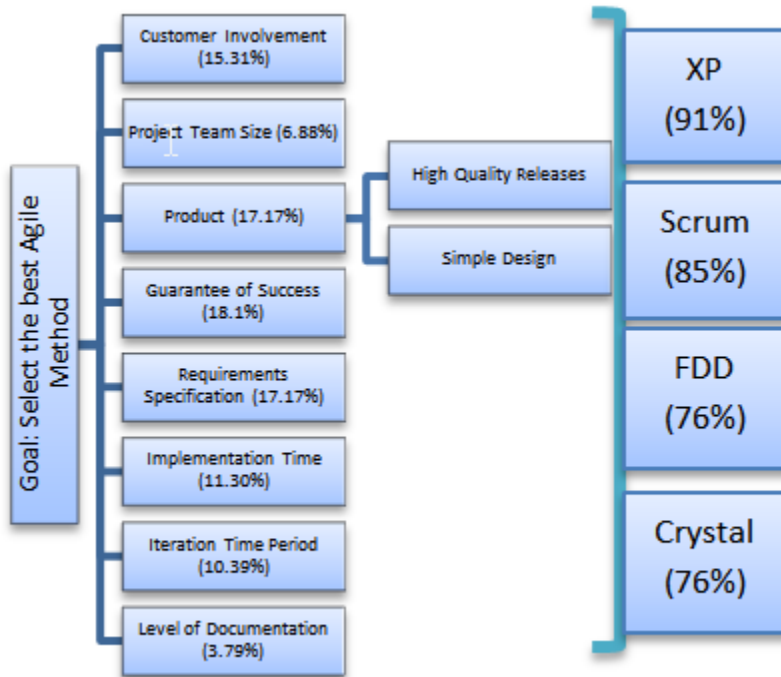 Goal: Select the best Agile
Method
Customer Involvement
(15.31%)
Project Team Size (6.88%)
Product (17.17%)
Guarantee of Success
(18.1%)
Requirements
Specification (17.17%)
Implementation Time
(11.30%)
Iteration Time Period
(10.39%)
Level of Documentation
(3.79%)
High Quality Releases
Simple Design
XP
(91%)
Scrum
(85%)
FDD
(76%)
Crystal
(76%)